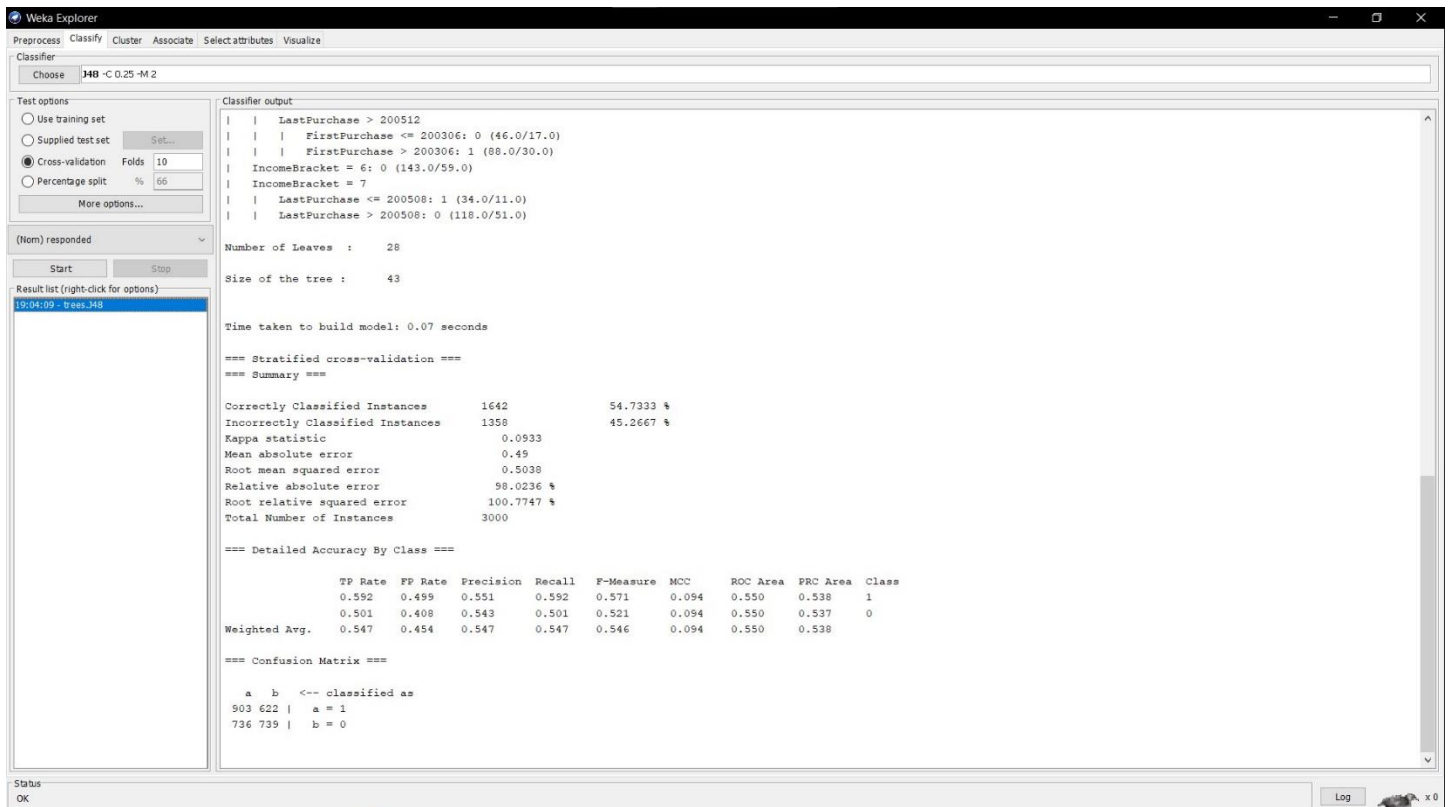 Weka Explorer
Preprocess Classify Cluster Associate Select attributes Visualize
Classifier
Choose J48 -C 0.25 -M 2
Test options
Use training set
Supplied test set Set...
Cross-validation Folds 10
Percentage split % 66
More options...
(Nom) responded
Start Stop
Result list (right-click for options)
19:04:09 - trees.J48
Classifier output
| | LastPurchase > 200512
| | | FirstPurchase <= 200306: 0 (46.0/17.0)
| | | FirstPurchase > 200306: 1 (88.0/30.0)
| IncomeBracket = 6: 0 (143.0/59.0)
| IncomeBracket = 7
| | LastPurchase <= 200508: 1 (34.0/11.0)
| | LastPurchase > 200508: 0 (118.0/51.0)
Number of Leaves : 28
Size of the tree : 43
Time taken to build model: 0.07 seconds
=== Stratified cross-validation ===
=== Summary ===
Correctly Classified Instances 1642 54.7333 %
Incorrectly Classified Instances 1358 45.2667 %
Kappa statistic 0.0933
Mean absolute error 0.49
Root mean squared error 0.5038
Relative absolute error 98.0236 %
Root relative squared error 100.7747 %
Total Number of Instances 3000
=== Detailed Accuracy By Class ===
TP Rate FP Rate Precision Recall F-Measure MCC ROC Area PRC Area Class
0.592 0.499 0.551 0.592 0.571 0.094 0.550 0.538 1
0.501 0.408 0.543 0.501 0.521 0.094 0.550 0.537 0
Weighted Avg. 0.547 0.454 0.547 0.547 0.546 0.094 0.550 0.538
=== Confusion Matrix ===
a b <-- classified as
903 622 | a = 1
736 739 | b = 0
Status
OK
Log
x 0